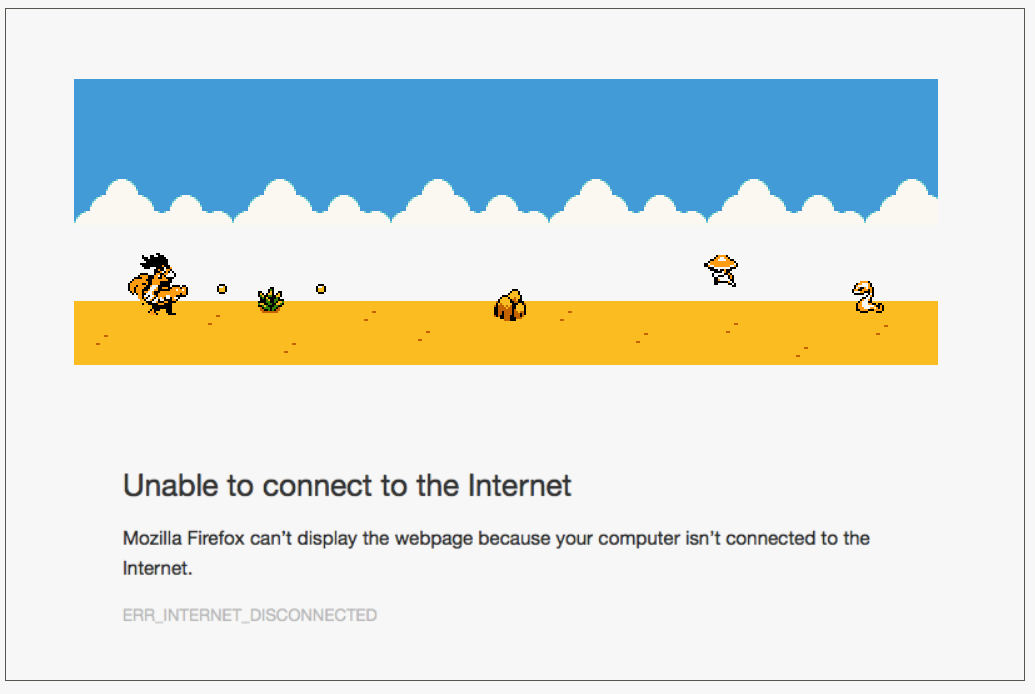 Unable to connect to the Internet
Mozilla Firefox can’t display the webpage because your computer isn’t connected to the
Internet.
ERR_INTERNET_DISCONNECTED